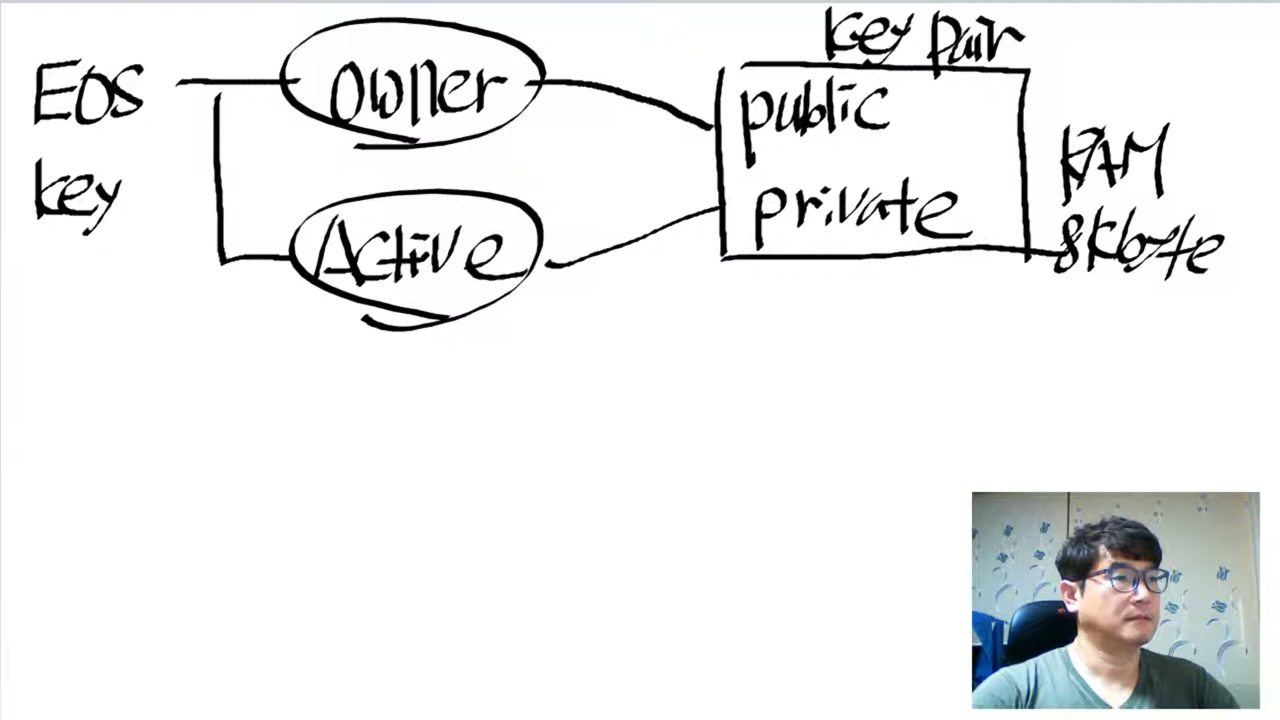 EOS
key
owner
Active
key pair
public
private
RAM
8Kbyte